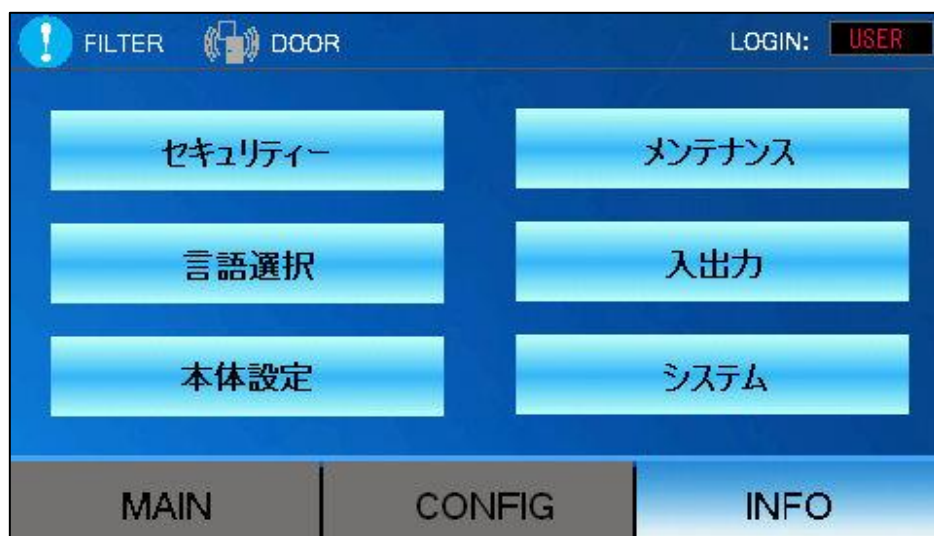 ! FILTER DOOR LOGIN: USER
セキュリティー メンテナンス
言語選択 入出力
本体設定 システム
MAIN CONFIG INFO